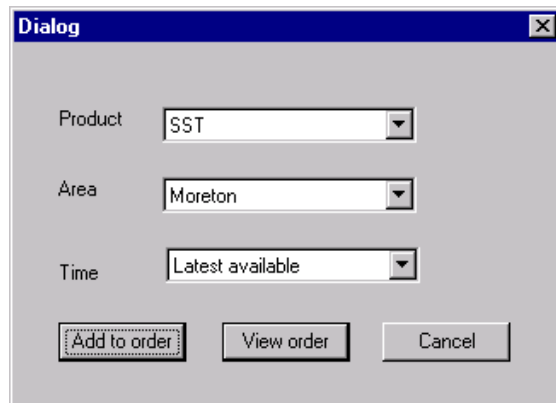 Dialog
Product SST
Area Moreton
Time Latest available
Add to order View order Cancel